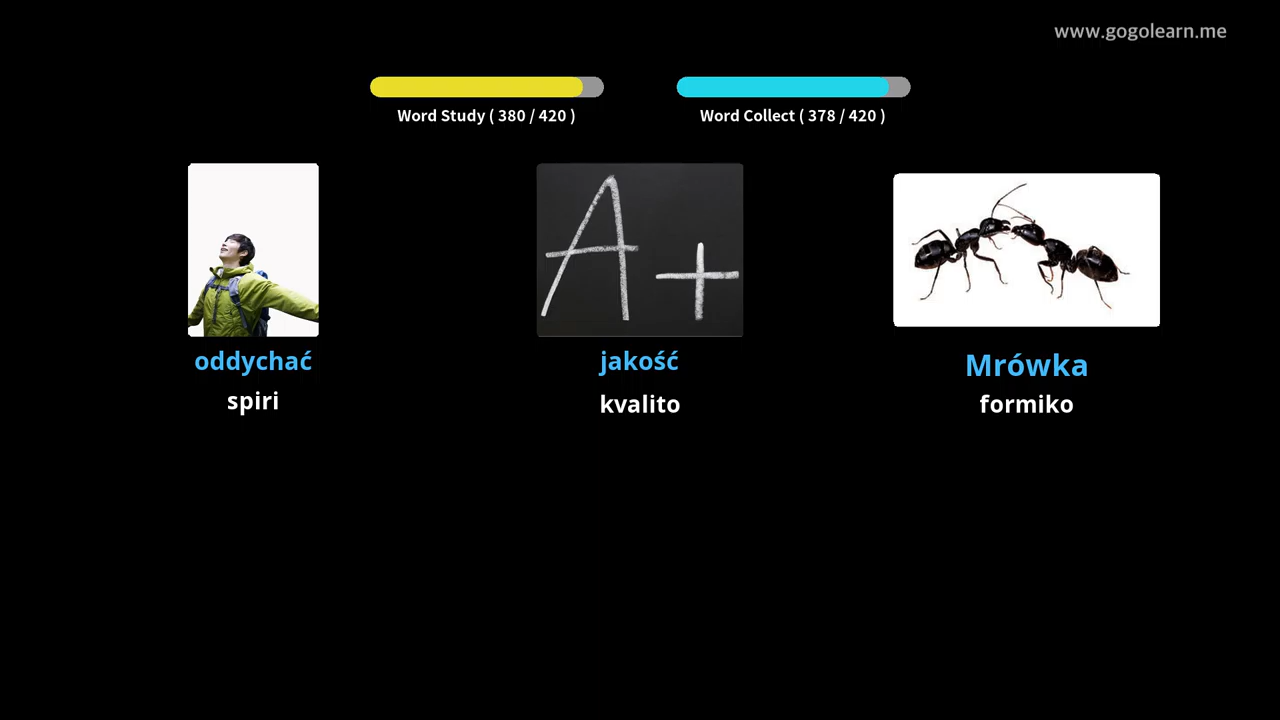 www.gogolearn.me
Word Study ( 380 / 420 )
Word Collect ( 378 / 420 )
A+
oddychać
jakość
Mrówka
spiri
kvalito
formiko